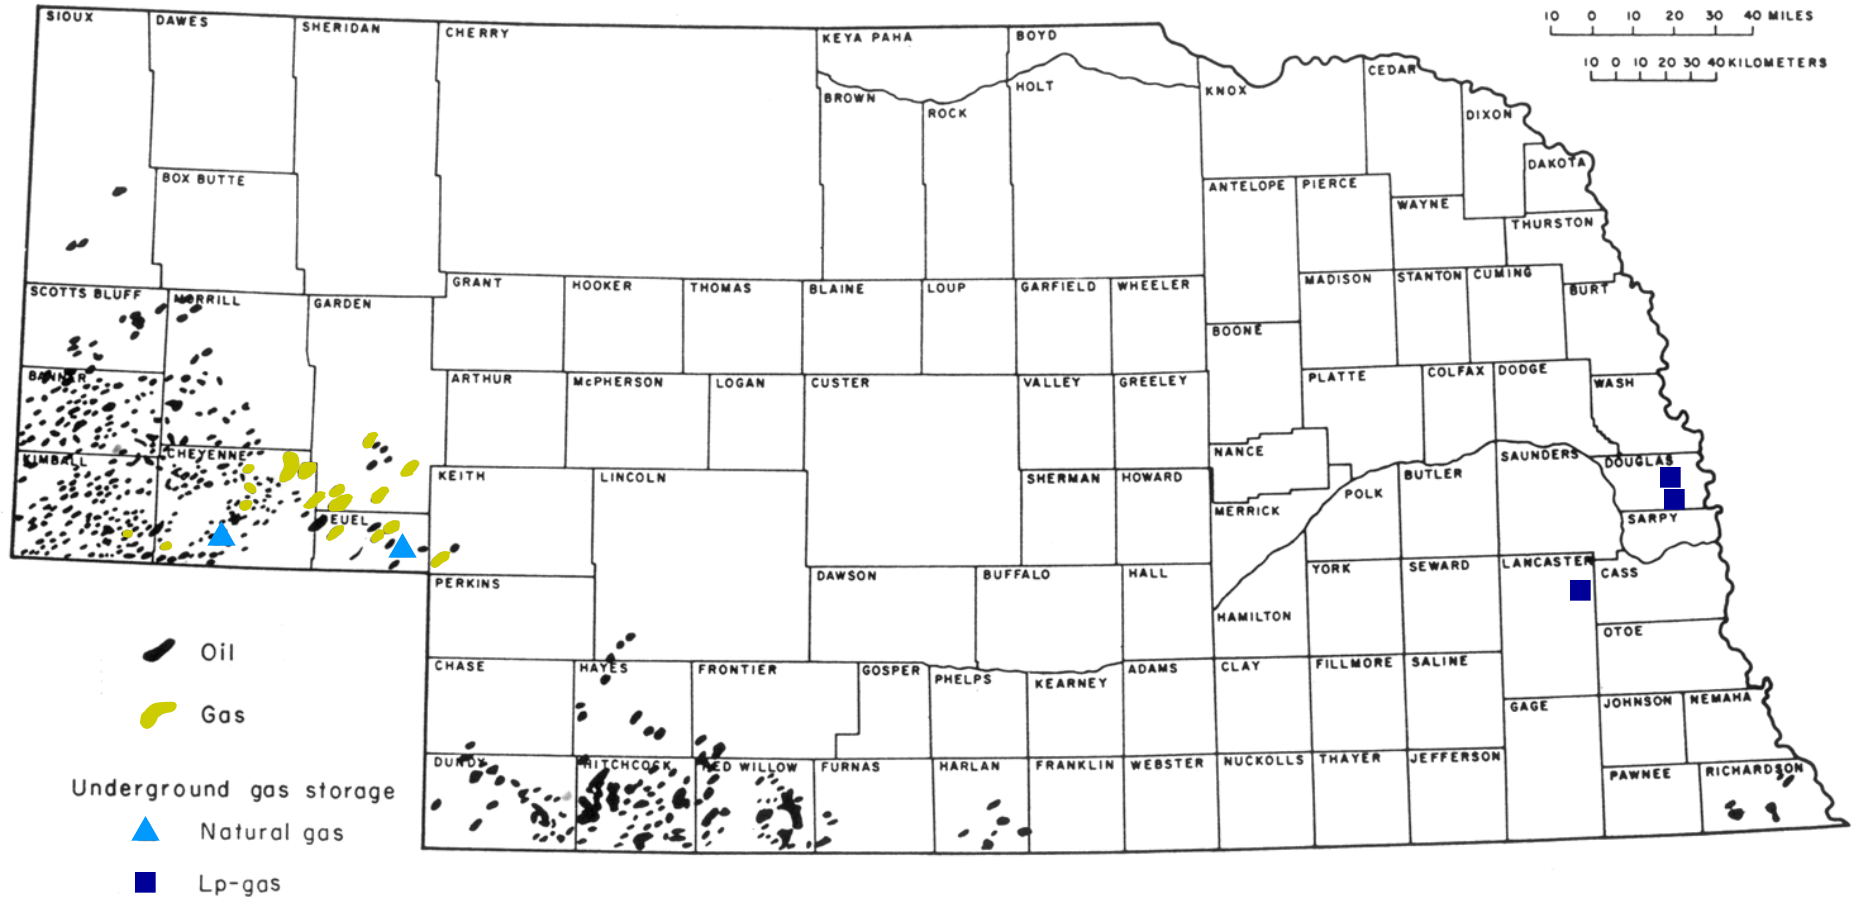 SIOUX DAWES SHERIDAN CHERRY KEYA PAHA BOYD
10 0 10 20 30 40 MILES
10 0 10 20 30 40 KILOMETERS
CEDAR
KNOX
HOLT
BROWN
ROCK
DIXON
DAKOTA
BOX BUTTE
ANTELOPE PIERCE
WAYNE
THURSTON
GRANT HOOKER THOMAS BLAINE LOUP GARFIELD WHEELER
MADISON STANTON CUMING
BURT
SCOTTS BLUFF MORRILL GARDEN
BOONE
BANNAR
ARTHUR McPHERSON LOGAN CUSTER VALLEY GREELEY
PLATTE COLFAX DODGE
WASH
KIMBALL CHEYENNE
NANCE
SAUNDERS
DOUGLAS
KEITH LINCOLN SHERMAN HOWARD
BUTLER
POLK
MERRICK
SARPY
EUEL
PERKINS
DAWSON BUFFALO HALL
YORK SEWARD LANCASTER
CASS
HAMILTON
OTOE
CHASE HAYES FRONTIER GOSPER PHELPS KEARNEY ADAMS CLAY FILLMORE SALINE
GAGE JOHNSON NEMAHA
DUNDY HITCHCOCK RED WILLOW FURNAS HARLAN FRANKLIN WEBSTER NUCKOLLS THAYER JEFFERSON
PAWNEE RICHARDSON
Oil
Gas
Underground gas storage
Natural gas
Lp-gas